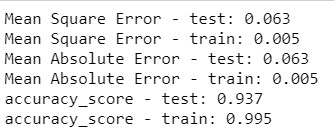 Mean Square Error - test: 0.063
Mean Square Error - train: 0.005
Mean Absolute Error - test: 0.063
Mean Absolute Error - train: 0.005
accuracy_score - test: 0.937
accuracy_score - train: 0.995